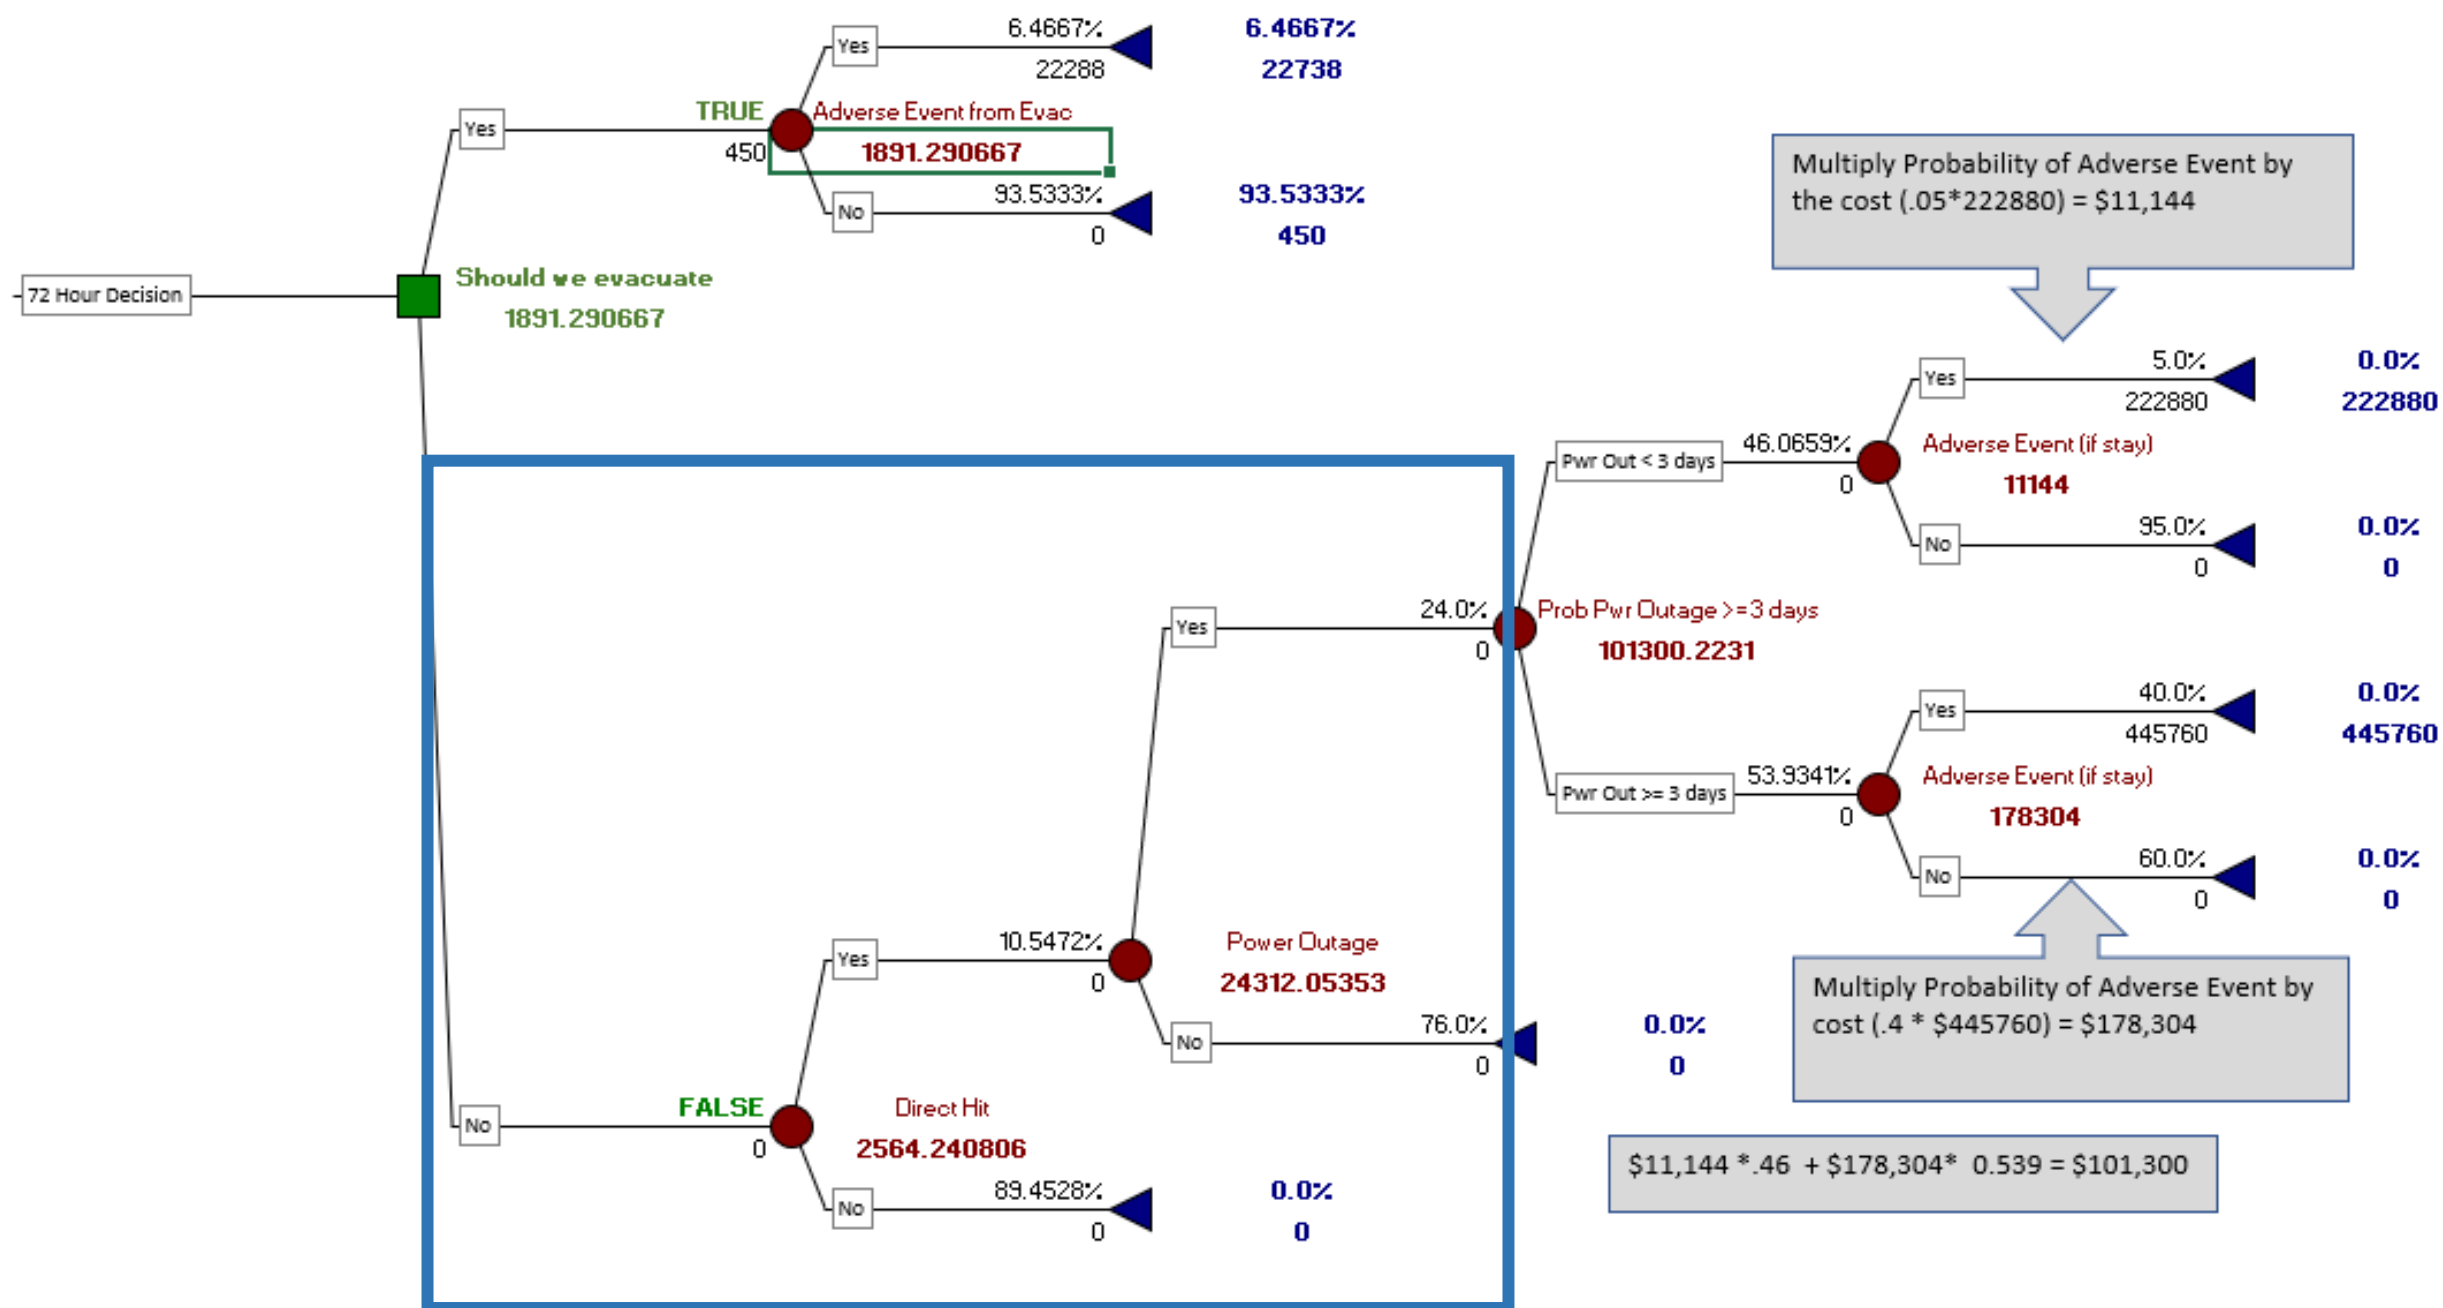 6.4667%
6.4667%
Yes
22288
22738
TRUE
Adverse Event from Evac
Yes
450
1891.290667
93.5333%
93.5333%
No
0
450
72 Hour Decision
Should we evacuate
1891.290667
Multiply Probability of Adverse Event by
the cost (.05*222880) = $11,144
5.0%
0.0%
Yes
222880
222880
46.0659%
Adverse Event (if stay)
Pwr Out < 3 days
0
11144
95.0%
0.0%
No
0
0
24.0%
Prob Pwr Outage >=3 days
Yes
0
101300.2231
40.0%
0.0%
Yes
445760
445760
53.9341%
Adverse Event (if stay)
Pwr Out >= 3 days
0
178304
60.0%
0.0%
No
0
0
10.5472%
Power Outage
Yes
0
24312.05353
Multiply Probability of Adverse Event by
cost (.4 * $445760) = $178,304
76.0%
0.0%
No
0
0
FALSE
Direct Hit
No
0
2564.240806
$11,144 *.46 + $178,304* 0.539 = $101,300
89.4528%
0.0%
No
0
0